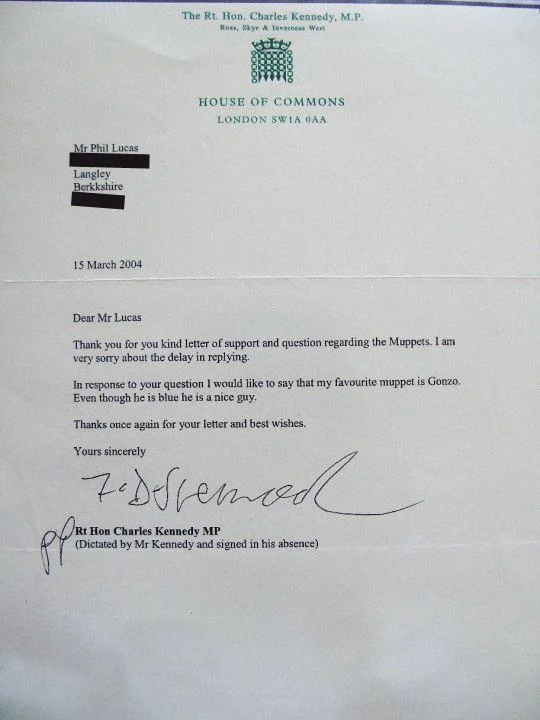 The Rt. Hon. Charles Kennedy, M.P.
Ross, Skye & Inverness West
HOUSE OF COMMONS
LONDON SW1A 0AA
Mr Phil Lucas
Langley
Berkkshire
15 March 2004
Dear Mr Lucas
Thank you for you kind letter of support and question regarding the Muppets. I am
very sorry about the delay in replying.
In response to your question I would like to say that my favourite muppet is Gonzo.
Even though he is blue he is a nice guy.
Thanks once again for your letter and best wishes.
Yours sincerely
pp Rt Hon Charles Kennedy MP
(Dictated by Mr Kennedy and signed in his absence)